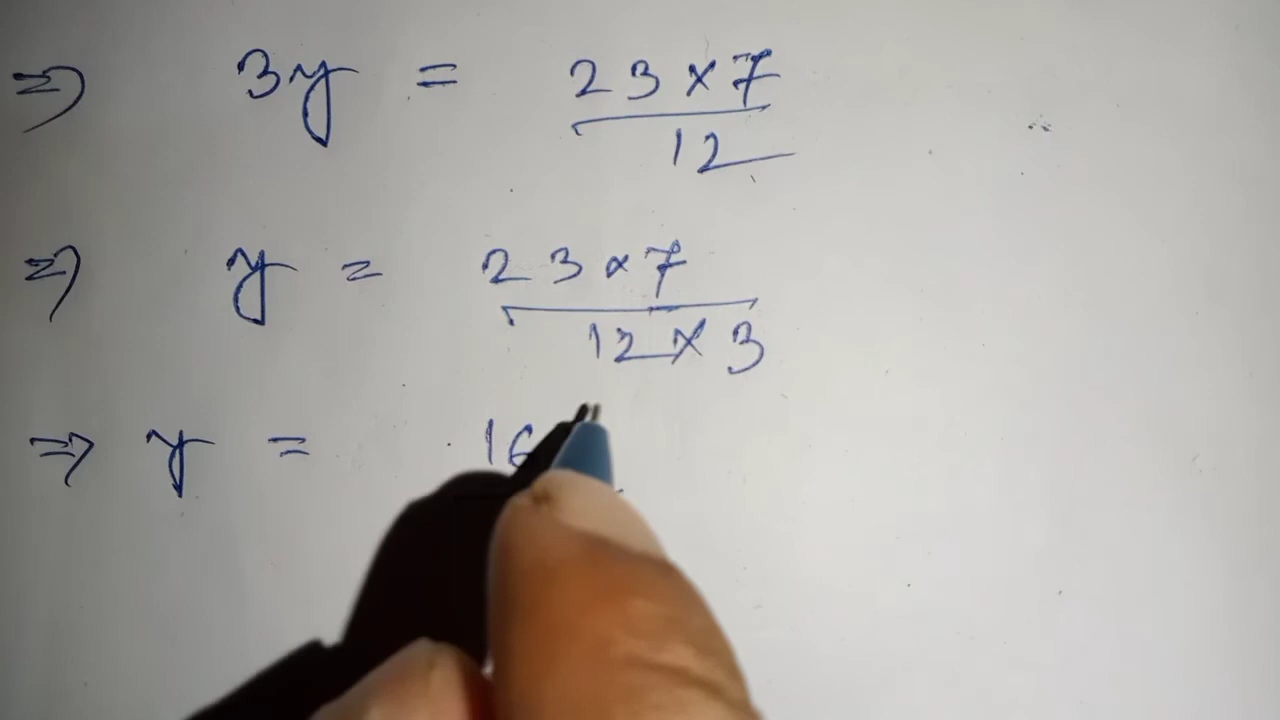 ⇒ 3y = 23 × 7
12
⇒ y = 23 × 7
12 × 3
⇒ y = 16